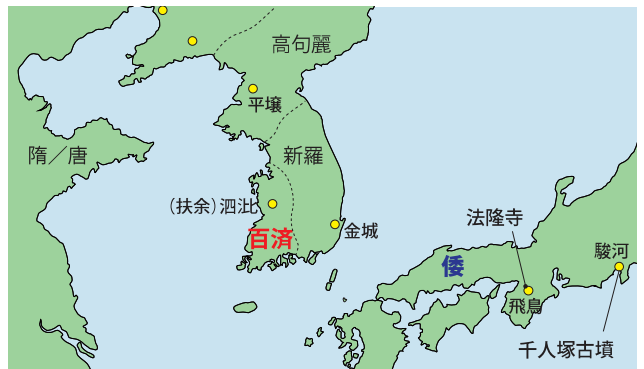 高句麗
平壌
隋／唐
新羅
（扶余）泗沘
金城
百済
法隆寺
倭
駿河
飛鳥
千人塚古墳